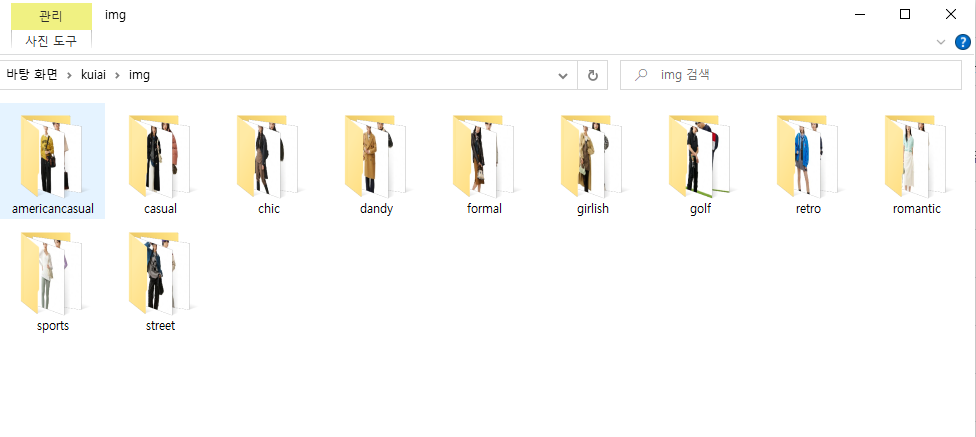 관리
img
사진 도구
바탕 화면 > kuiai > img
img 검색
americancasual
casual
chic
dandy
formal
girlish
golf
retro
romantic
sports
street